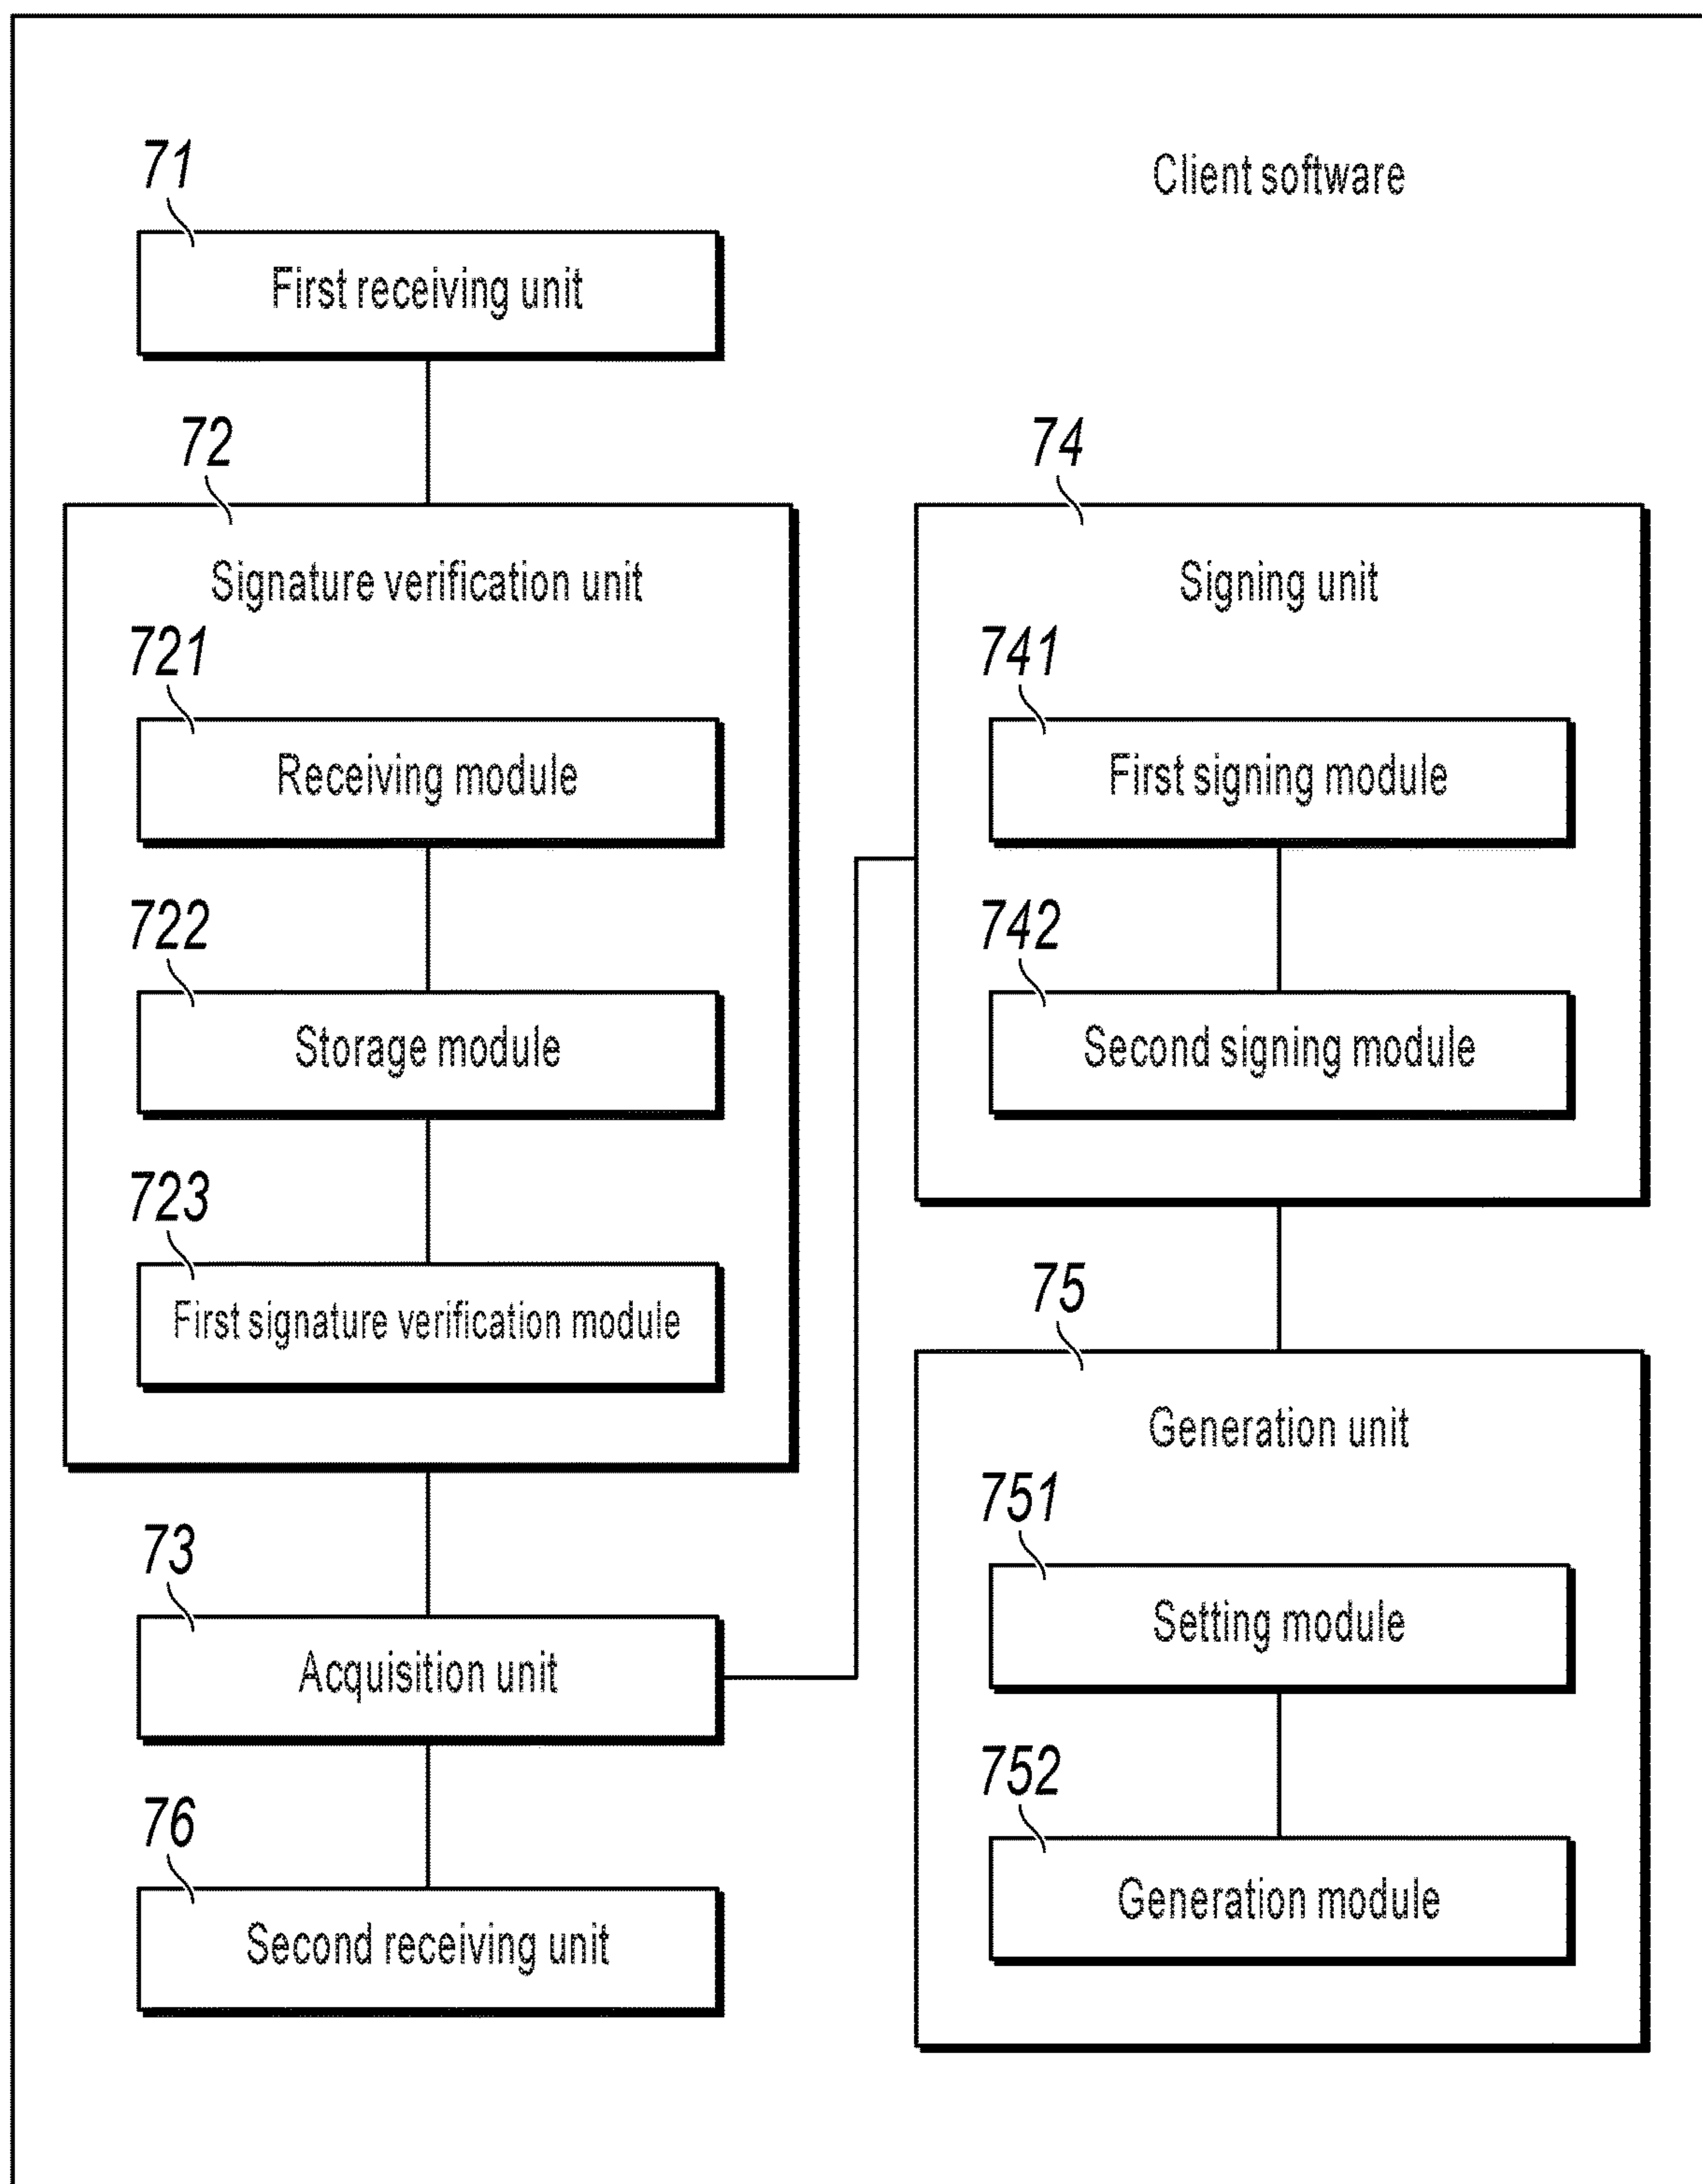 Client software
71
First receiving unit
72
Signature verification unit
721
Receiving module
722
Storage module
723
First signature verification module
73
Acquisition unit
76
Second receiving unit
74
Signing unit
741
First signing module
742
Second signing module
75
Generation unit
751
Setting module
752
Generation module